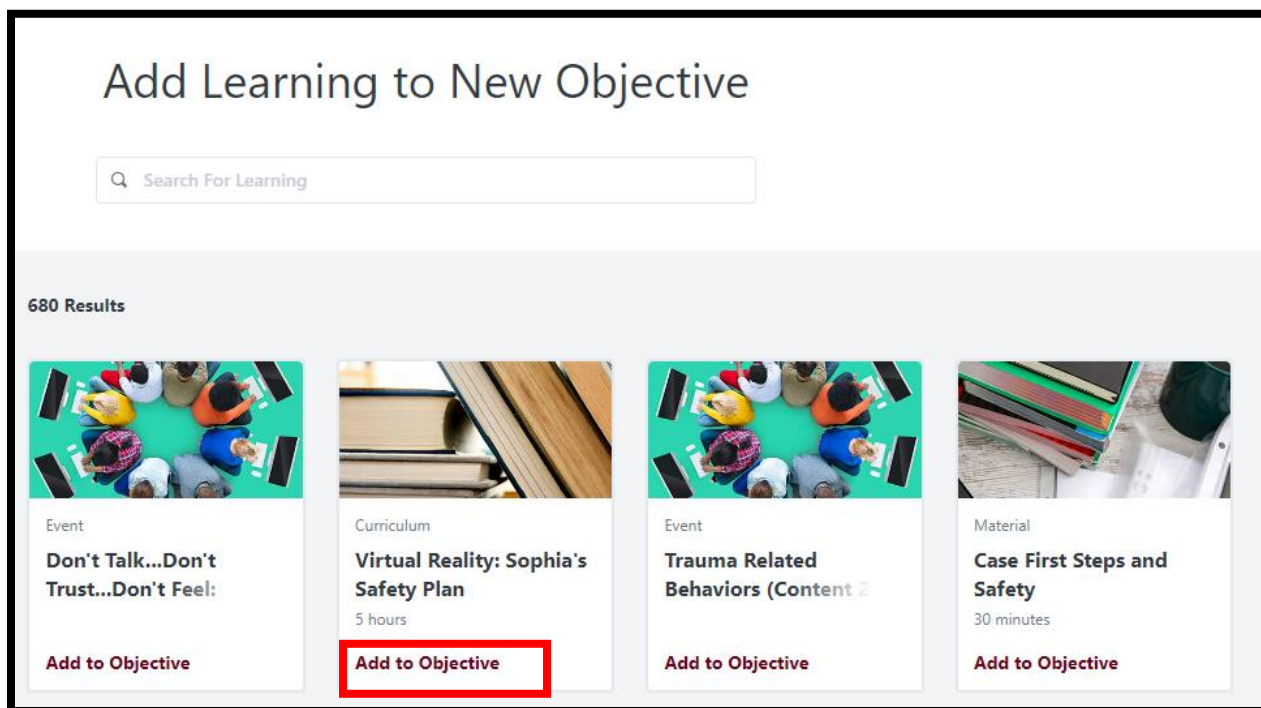 Add Learning to New Objective
Search For Learning
680 Results
Event
Don't Talk...Don't
Trust...Don't Feel:
Add to Objective
Curriculum
Virtual Reality: Sophia's
Safety Plan
5 hours
Add to Objective
Event
Trauma Related
Behaviors (Content 2
Add to Objective
Material
Case First Steps and
Safety
30 minutes
Add to Objective